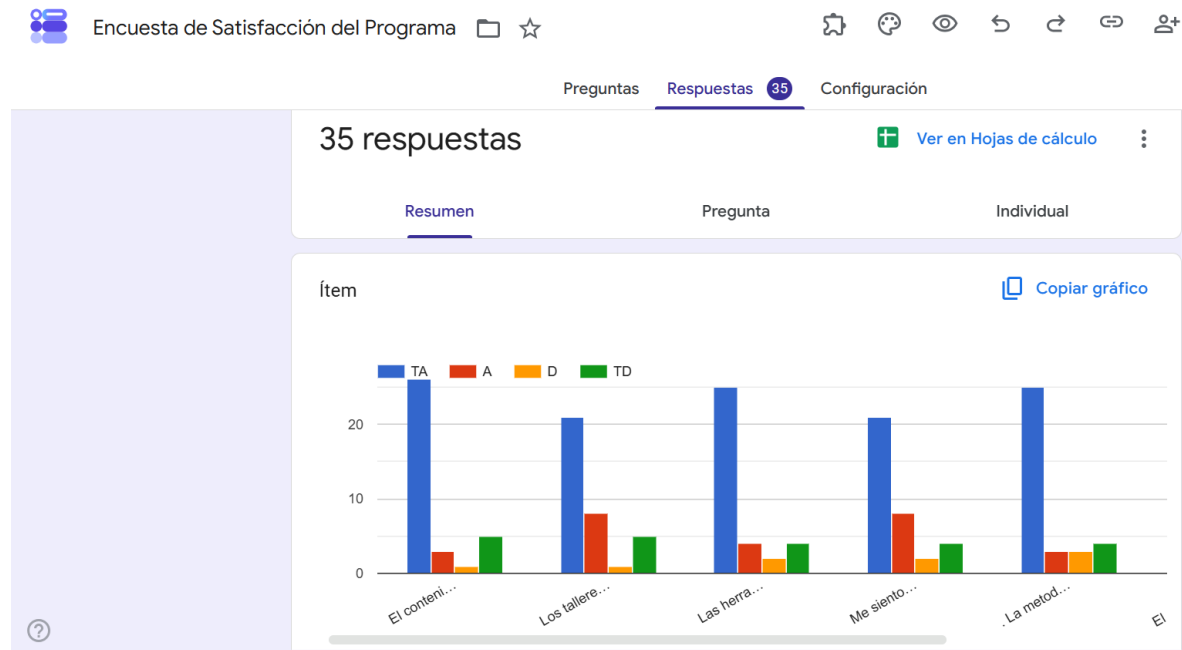 Encuesta de Satisfacción del Programa
Preguntas Respuestas 35 Configuración
35 respuestas Ver en Hojas de cálculo
Resumen Pregunta Individual
Ítem Copiar gráfico
TA A D TD
20
10
0
El conteni… Los tallere… Las herra… Me siento… . La metod… El